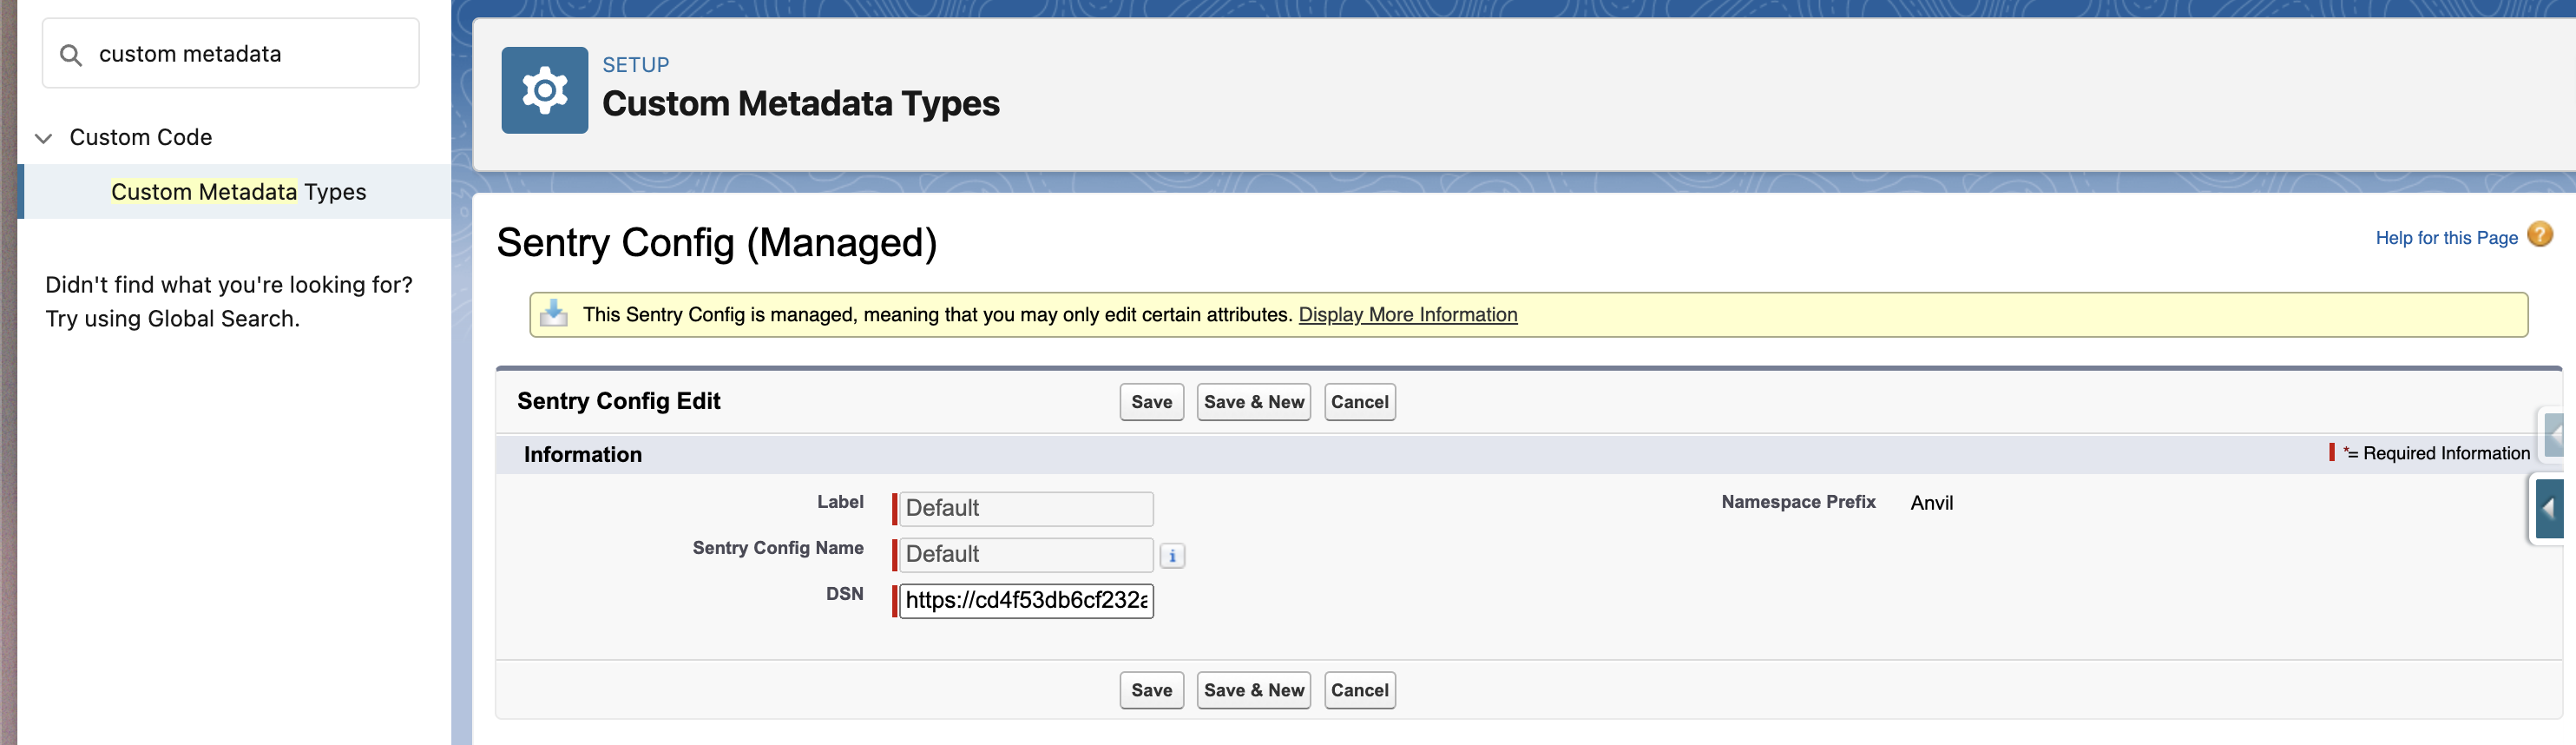 custom metadata
Custom Code
Custom Metadata Types
Didn't find what you're looking for?
Try using Global Search.
SETUP
Custom Metadata Types
Sentry Config (Managed)
Help for this Page ?
This Sentry Config is managed, meaning that you may only edit certain attributes. Display More Information
Sentry Config Edit Save Save & New Cancel
Information *= Required Information
Label Default Namespace Prefix Anvil
Sentry Config Name Default i
DSN https://cd4f53db6cf232a
Save Save & New Cancel